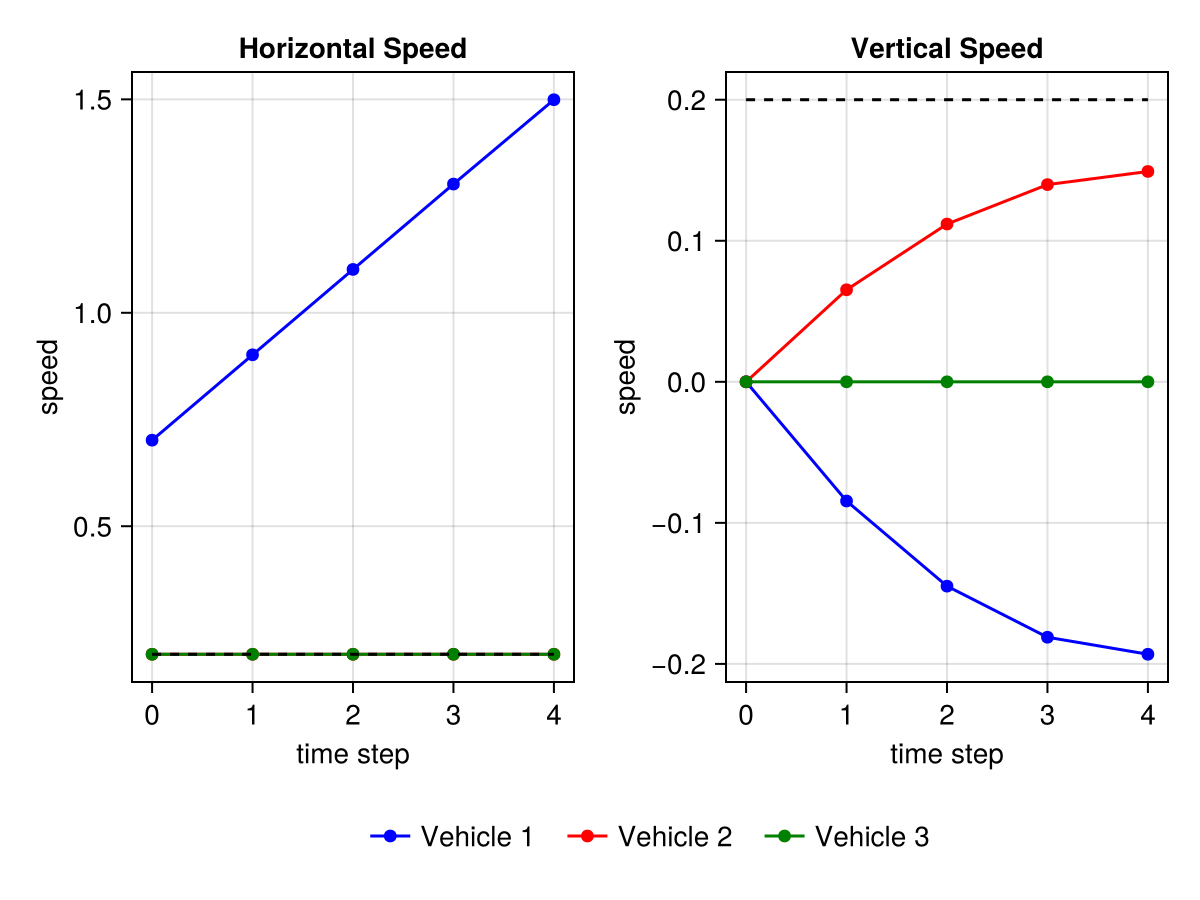 Horizontal Speed
1.5
1.0
0.5
speed
0 1 2 3 4
time step
Vertical Speed
0.2
0.1
0.0
−0.1
−0.2
speed
0 1 2 3 4
time step
Vehicle 1 Vehicle 2 Vehicle 3